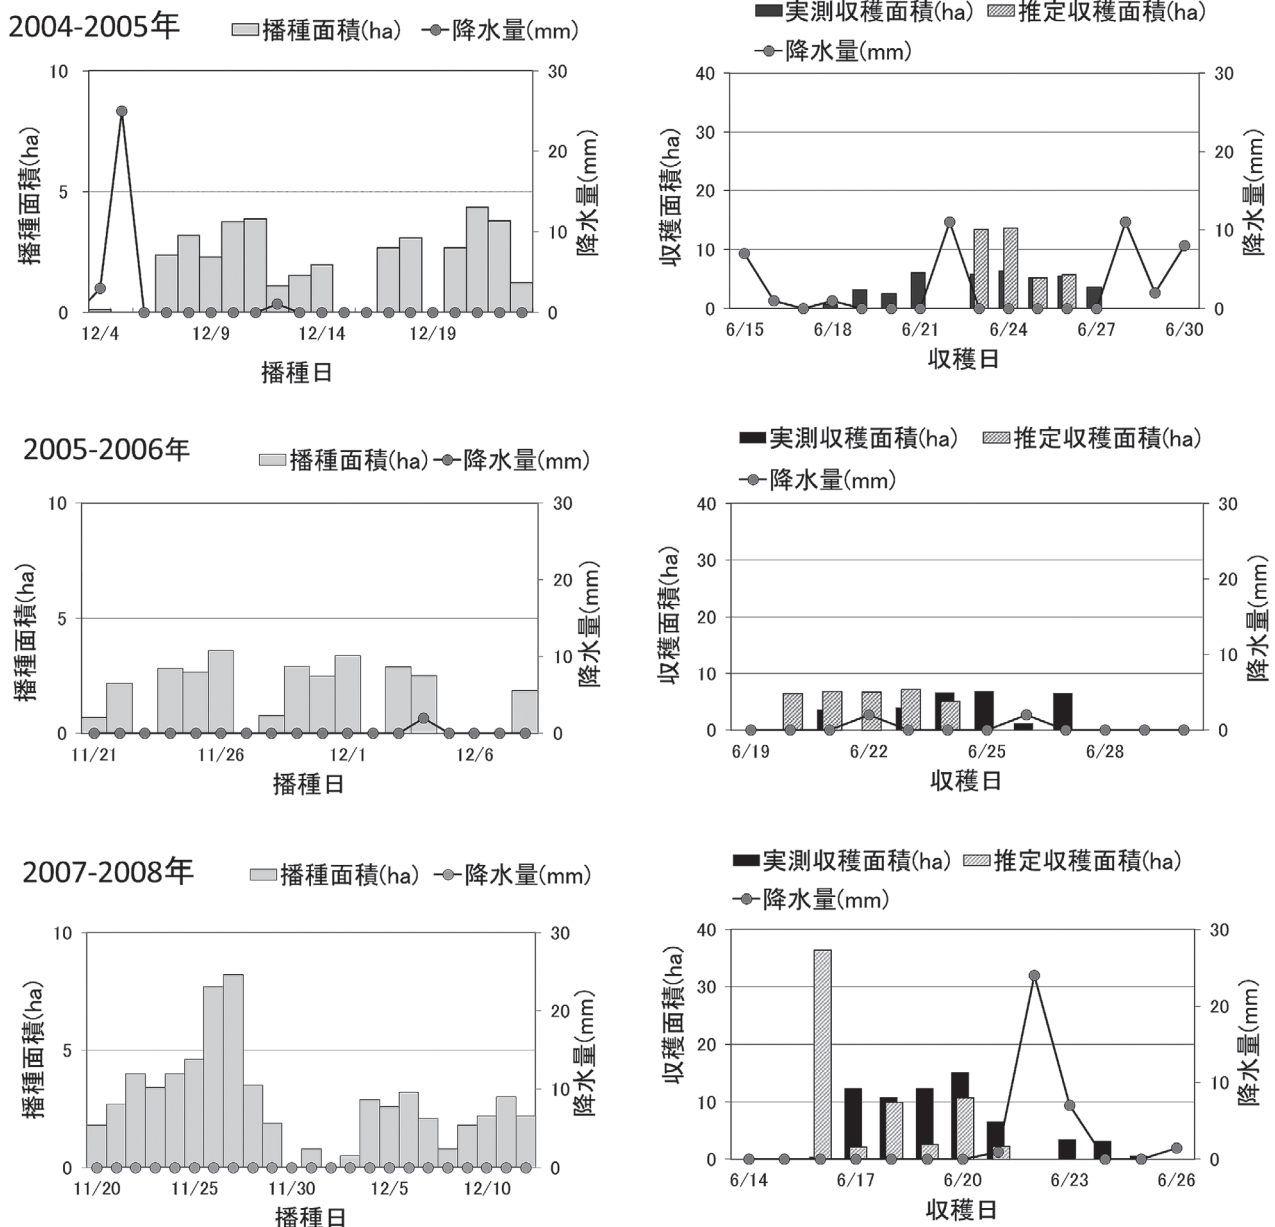 2004-2005年
播種面積(ha) 降水量(mm)
播種面積(ha)
10
5
0
30
20
10
0
降水量(mm)
12/4 12/9 12/14 12/19
播種日
実測収穫面積(ha) 推定収穫面積(ha)
降水量(mm)
収穫面積(ha)
40
30
20
10
0
30
20
10
0
降水量(mm)
6/15 6/18 6/21 6/24 6/27 6/30
収穫日
2005-2006年
播種面積(ha) 降水量(mm)
播種面積(ha)
10
5
0
30
20
10
0
降水量(mm)
11/21 11/26 12/1 12/6
播種日
実測収穫面積(ha) 推定収穫面積(ha)
降水量(mm)
収穫面積(ha)
40
30
20
10
0
30
20
10
0
降水量(mm)
6/19 6/22 6/25 6/28
収穫日
2007-2008年
播種面積(ha) 降水量(mm)
播種面積(ha)
10
5
0
30
20
10
0
降水量(mm)
11/20 11/25 11/30 12/5 12/10
播種日
実測収穫面積(ha) 推定収穫面積(ha)
降水量(mm)
収穫面積(ha)
40
30
20
10
0
30
20
10
0
降水量(mm)
6/14 6/17 6/20 6/23 6/26
収穫日